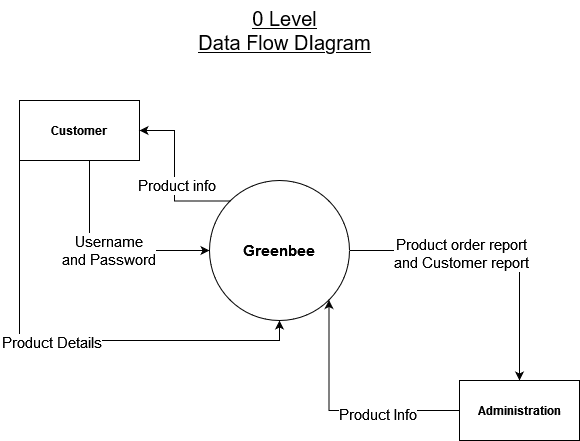 0 Level
Data Flow DIagram
Customer
Product info
Username
and Password
Greenbee
Product order report
and Customer report
Product Details
Product Info
Administration